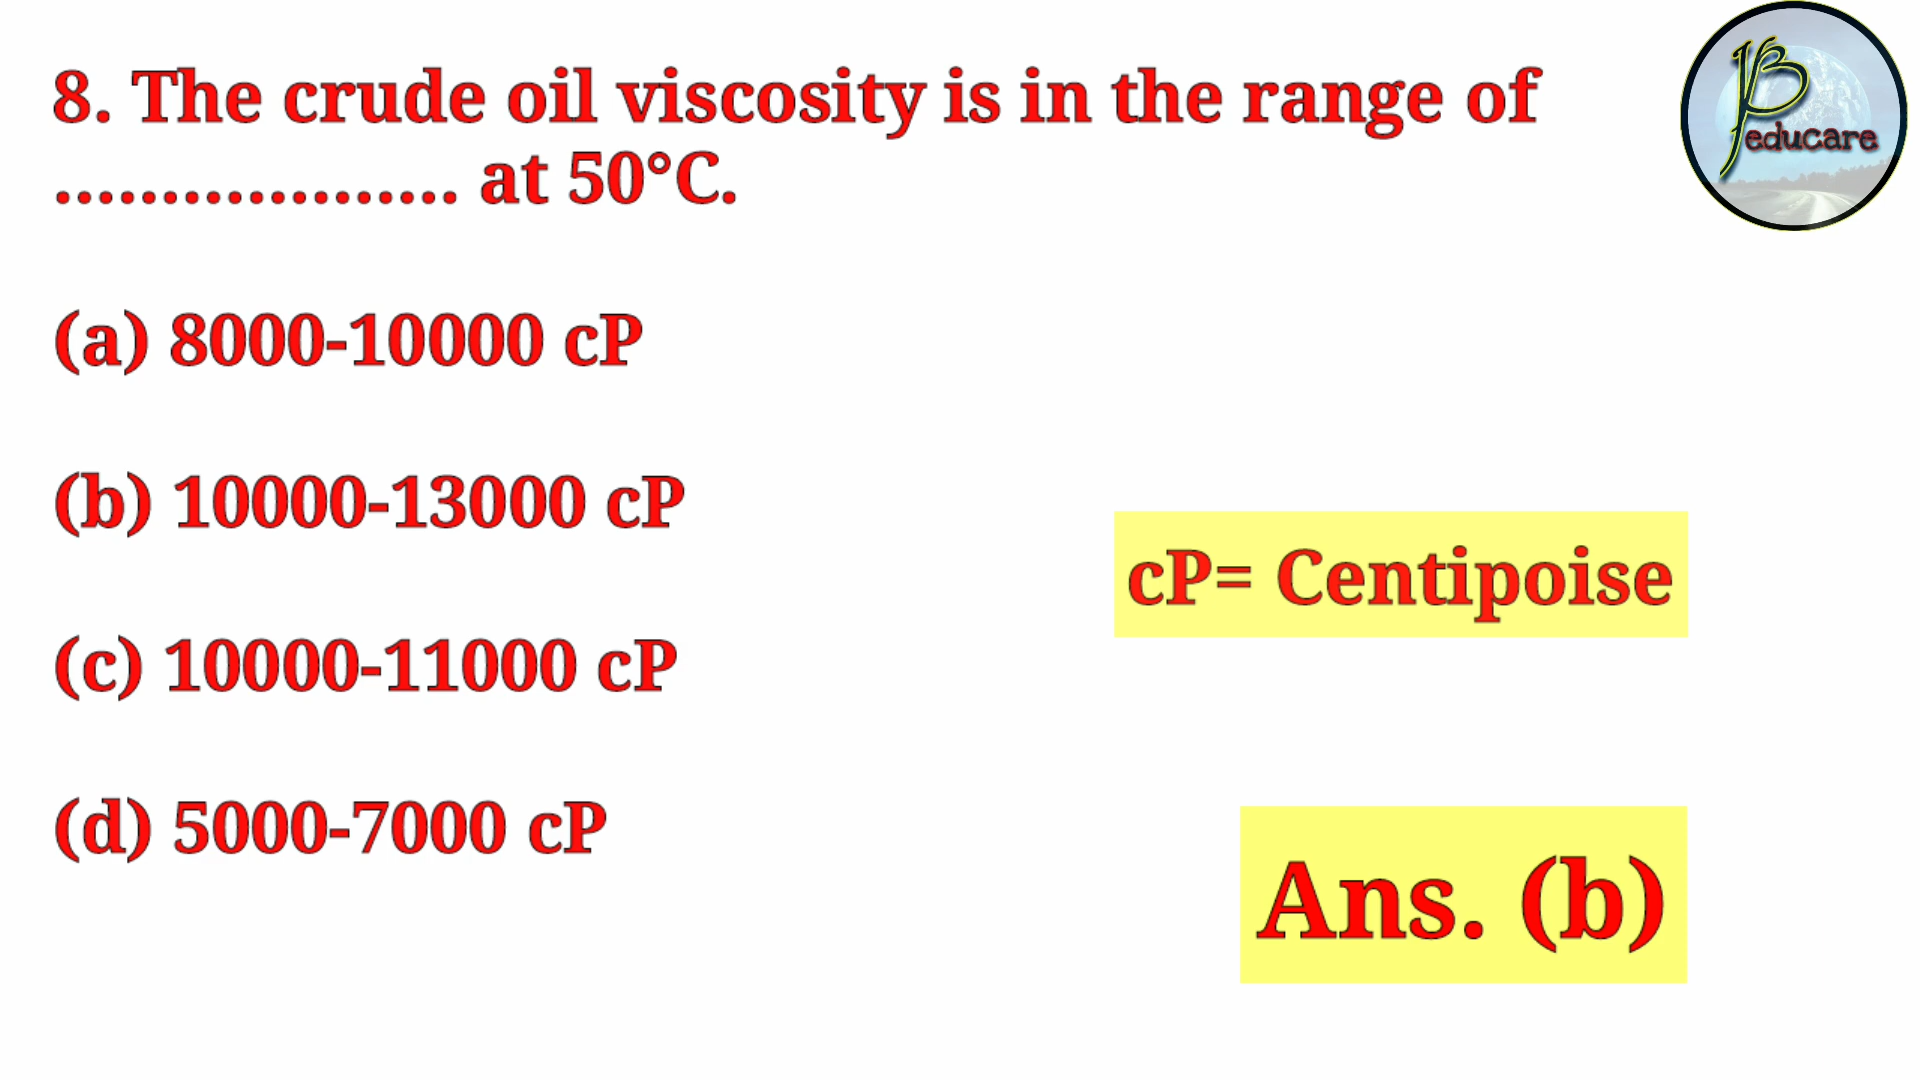 8. The crude oil viscosity is in the range of
................... at 50°C.
(a) 8000-10000 cP
(b) 10000-13000 cP
(c) 10000-11000 cP
(d) 5000-7000 cP
cP= Centipoise
Ans. (b)
educare